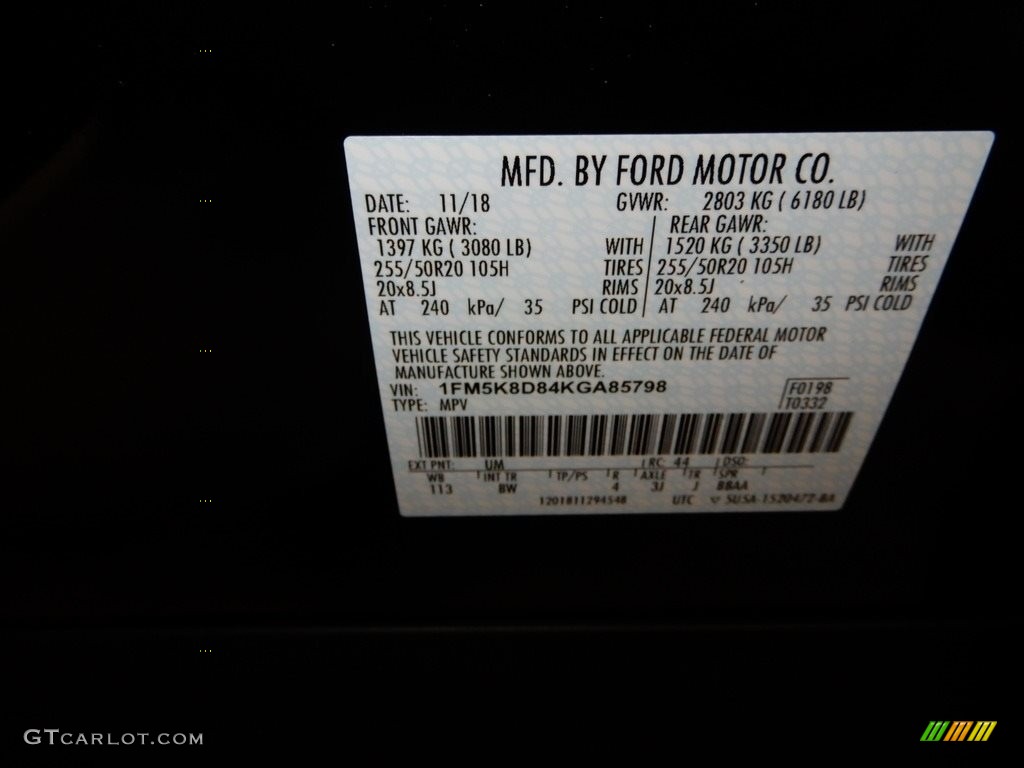 MFD. BY FORD MOTOR CO.
DATE: 11/18 GVWR: 2803 KG ( 6180 LB)
FRONT GAWR: REAR GAWR:
1397 KG ( 3080 LB) WITH 1520 KG ( 3350 LB) WITH
255/50R20 105H TIRES 255/50R20 105H TIRES
20x8.5J RIMS 20x8.5J RIMS
AT 240 kPa/ 35 PSI COLD AT 240 kPa/ 35 PSI COLD
THIS VEHICLE CONFORMS TO ALL APPLICABLE FEDERAL MOTOR
VEHICLE SAFETY STANDARDS IN EFFECT ON THE DATE OF
MANUFACTURE SHOWN ABOVE.
VIN: 1FM5K8D84KGA85798 F0198
TYPE: MPV T0332
EXT PNT: UM RC: 44 DSO:
WB INT TR TP/PS R AXLE TR SPR
113 BW 4 3J J BBAA
1201811294548 UTC 5U5A-1520472-BA
GTCARLOT.COM